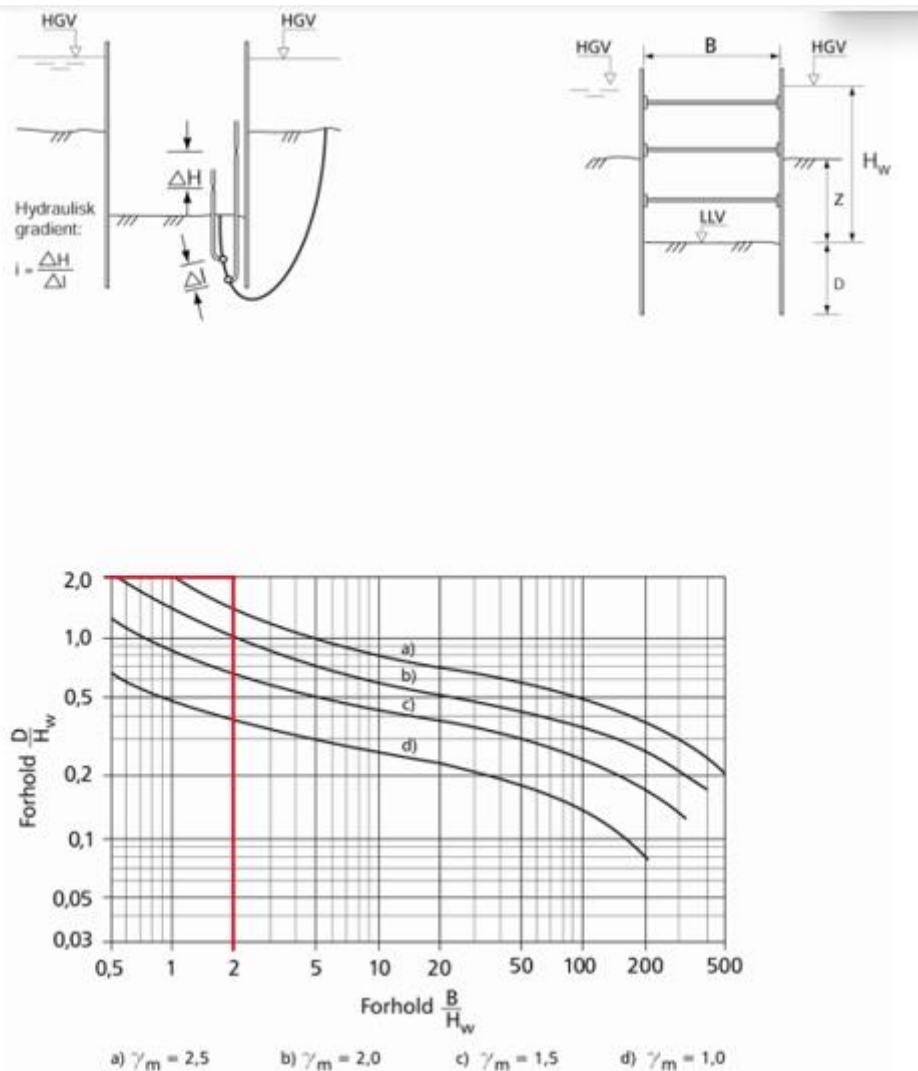 HGV
HGV
ΔH
Hydraulisk
gradient:
i = ΔH/Δl
Δl
HGV
B
HGV
H_w
Z
LLV
D
2,0
1,0
0,5
0,2
0,1
0,05
0,03
Forhold D/H_w
a)
b)
c)
d)
0,5 1 2 5 10 20 50 100 200 500
Forhold B/H_w
a) γ_m = 2,5 b) γ_m = 2,0 c) γ_m = 1,5 d) γ_m = 1,0